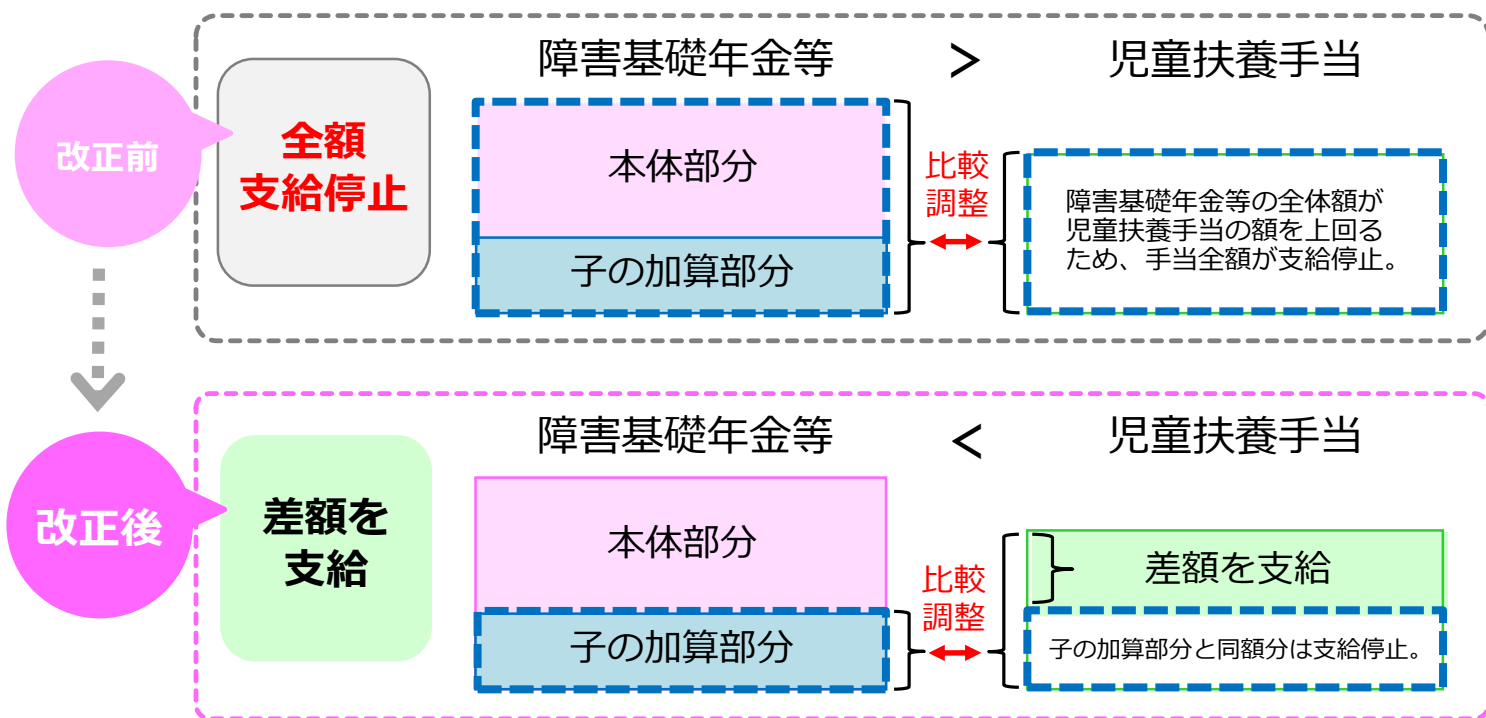 改正前
全額
支給停止
障害基礎年金等 > 児童扶養手当
本体部分
子の加算部分
比較
調整
障害基礎年金等の全体額が
児童扶養手当の額を上回る
ため、手当全額が支給停止。
改正後
差額を
支給
障害基礎年金等 < 児童扶養手当
本体部分
子の加算部分
比較
調整
差額を支給
子の加算部分と同額分は支給停止。